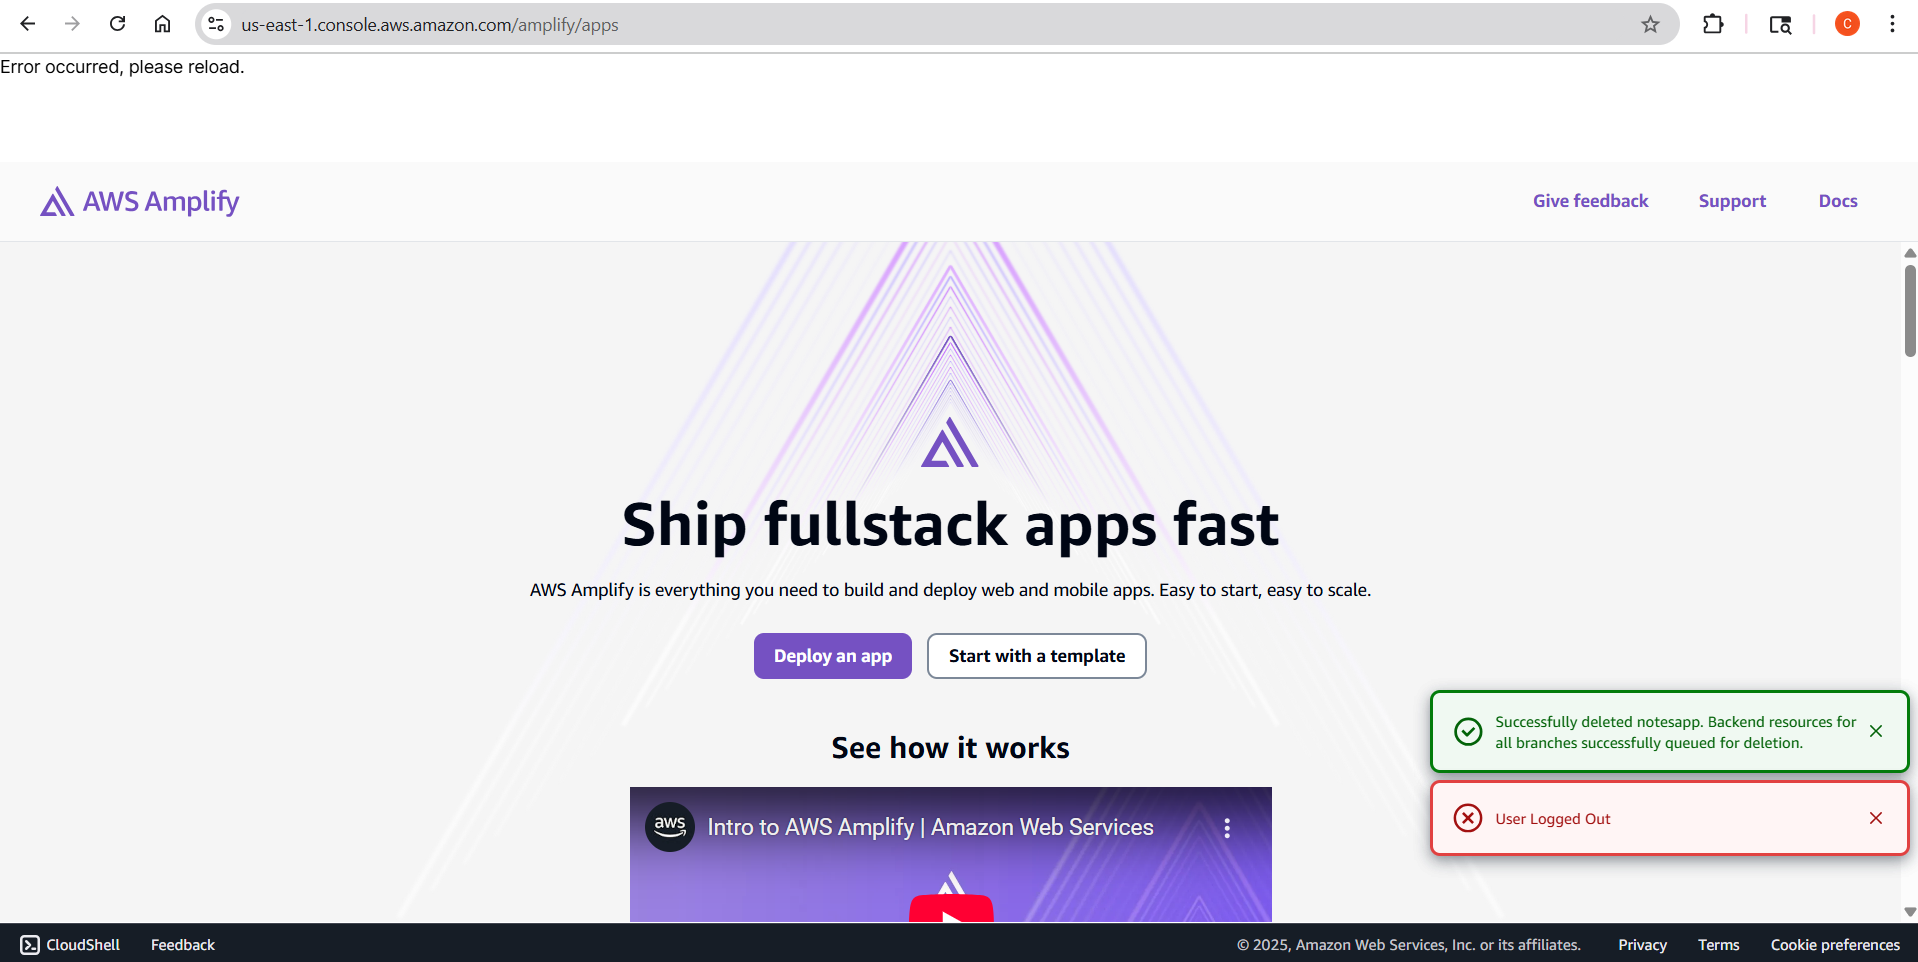 us-east-1.console.aws.amazon.com/amplify/apps
C
Error occurred, please reload.
AWS Amplify
Give feedback
Support
Docs
Ship fullstack apps fast
AWS Amplify is everything you need to build and deploy web and mobile apps. Easy to start, easy to scale.
Deploy an app
Start with a template
See how it works
aws
Intro to AWS Amplify | Amazon Web Services
Successfully deleted notesapp. Backend resources for
all branches successfully queued for deletion.
User Logged Out
CloudShell
Feedback
© 2025, Amazon Web Services, Inc. or its affiliates.
Privacy
Terms
Cookie preferences